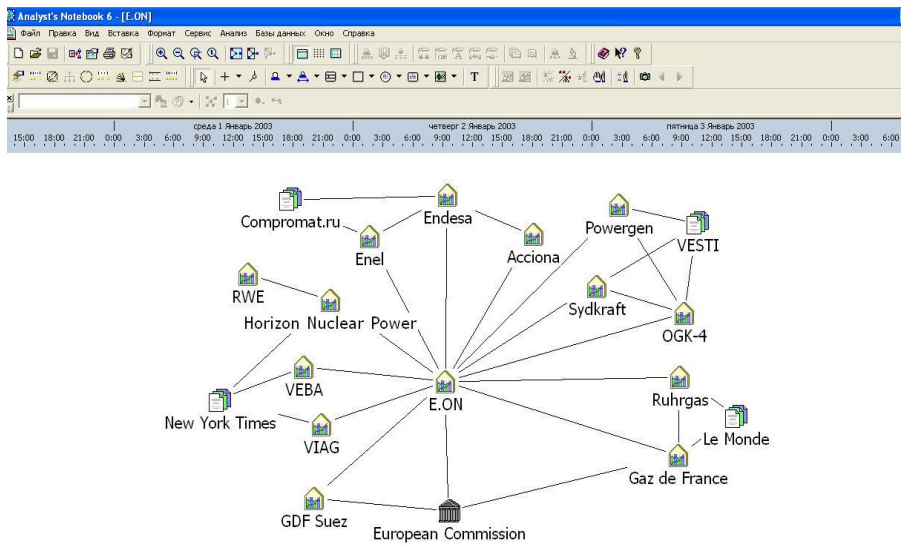 Analyst's Notebook 6 - [E.ON]
Файл Правка Вид Вставка Формат Сервис Анализ Базы данных Окно Справка
T
1
среда 1 Январь 2003 четверг 2 Январь 2003 пятница 3 Январь 2003
15:00 18:00 21:00 0:00 3:00 6:00 9:00 12:00 15:00 18:00 21:00 0:00 3:00 6:00 9:00 12:00 15:00 18:00 21:00 0:00 3:00 6:00 9:00 12:00 15:00 18:00 21:00 0:00 3:00 6:00
Compromat.ru
Endesa
Powergen
VESTI
Enel
Acciona
RWE
Sydkraft
Horizon Nuclear Power
OGK-4
VEBA
E.ON
Ruhrgas
New York Times
Le Monde
VIAG
Gaz de France
GDF Suez
European Commission